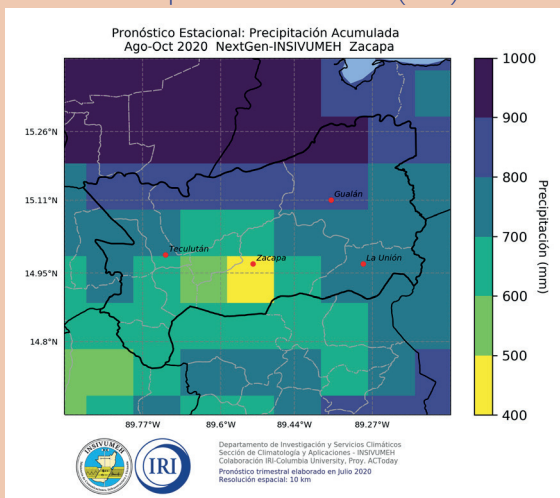 Pronóstico Estacional: Precipitación Acumulada
Ago-Oct 2020 NextGen-INSIVUMEH Zacapa
15.26°N
15.11°N
14.95°N
14.8°N
89.77°W
89.6°W
89.44°W
89.27°W
Gualán
Teculután
Zacapa
La Unión
1000
900
800
700
600
500
400
Precipitación (mm)
INSIVUMEH
IRI
Departamento de Investigación y Servicios Climáticos
Sección de Climatología y Aplicaciones - INSIVUMEH
Colaboración IRI-Columbia University, Proy. ACToday
Pronóstico trimestral elaborado en Julio 2020
Resolución espacial: 10 km